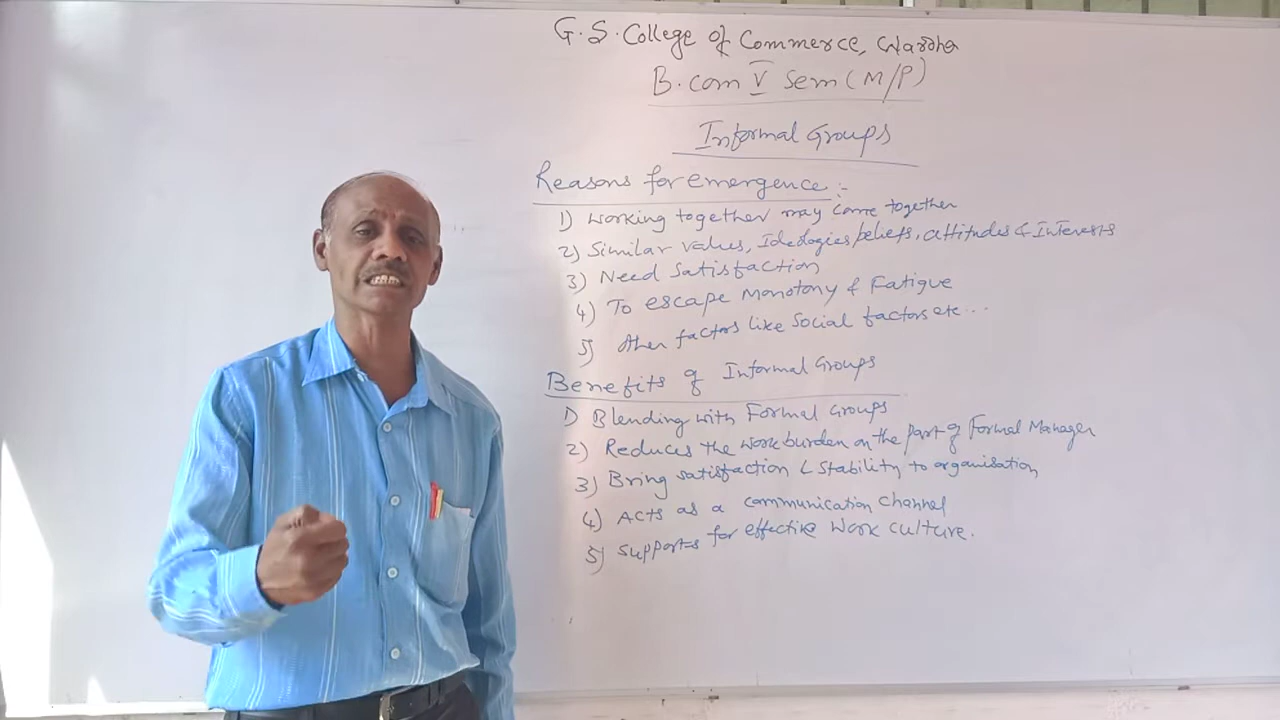 G.S. College of Commerce, Wardha
B.com V Sem (M/P)
Informal Groups
Reasons for emergence :-
1) Working together may come together
2) Similar values, Ideologies/beliefs, attitudes & Interests
3) Need Satisfaction
4) To escape Monotony & Fatigue
5) Other factors like Social factors etc...
Benefits of Informal Groups
1) Blending with Formal Groups
2) Reduces the work burden on the part of Formal Manager
3) Bring satisfaction & Stability to organisation
4) Acts as a communication channel
5) Supports for effective Work culture.